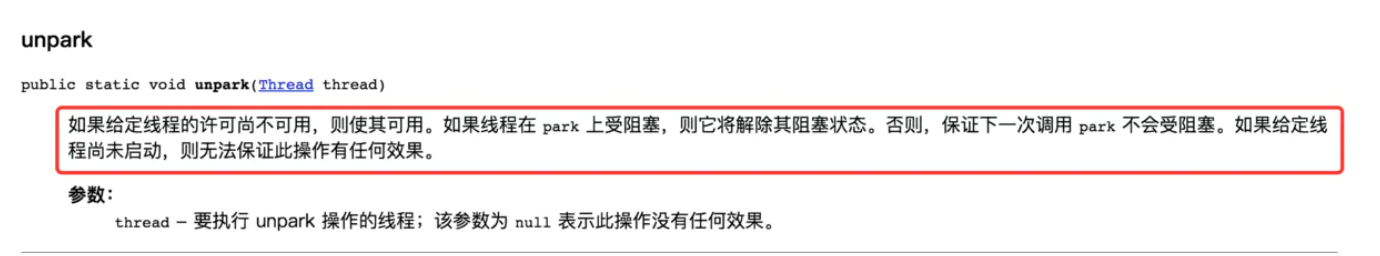 unpark
public static void unpark(Thread thread)
如果给定线程的许可尚不可用，则使其可用。如果线程在 park 上受阻塞，则它将解除其阻塞状态。否则，保证下一次调用 park 不会受阻塞。如果给定线
程尚未启动，则无法保证此操作有任何效果。
参数：
thread – 要执行 unpark 操作的线程；该参数为 null 表示此操作没有任何效果。